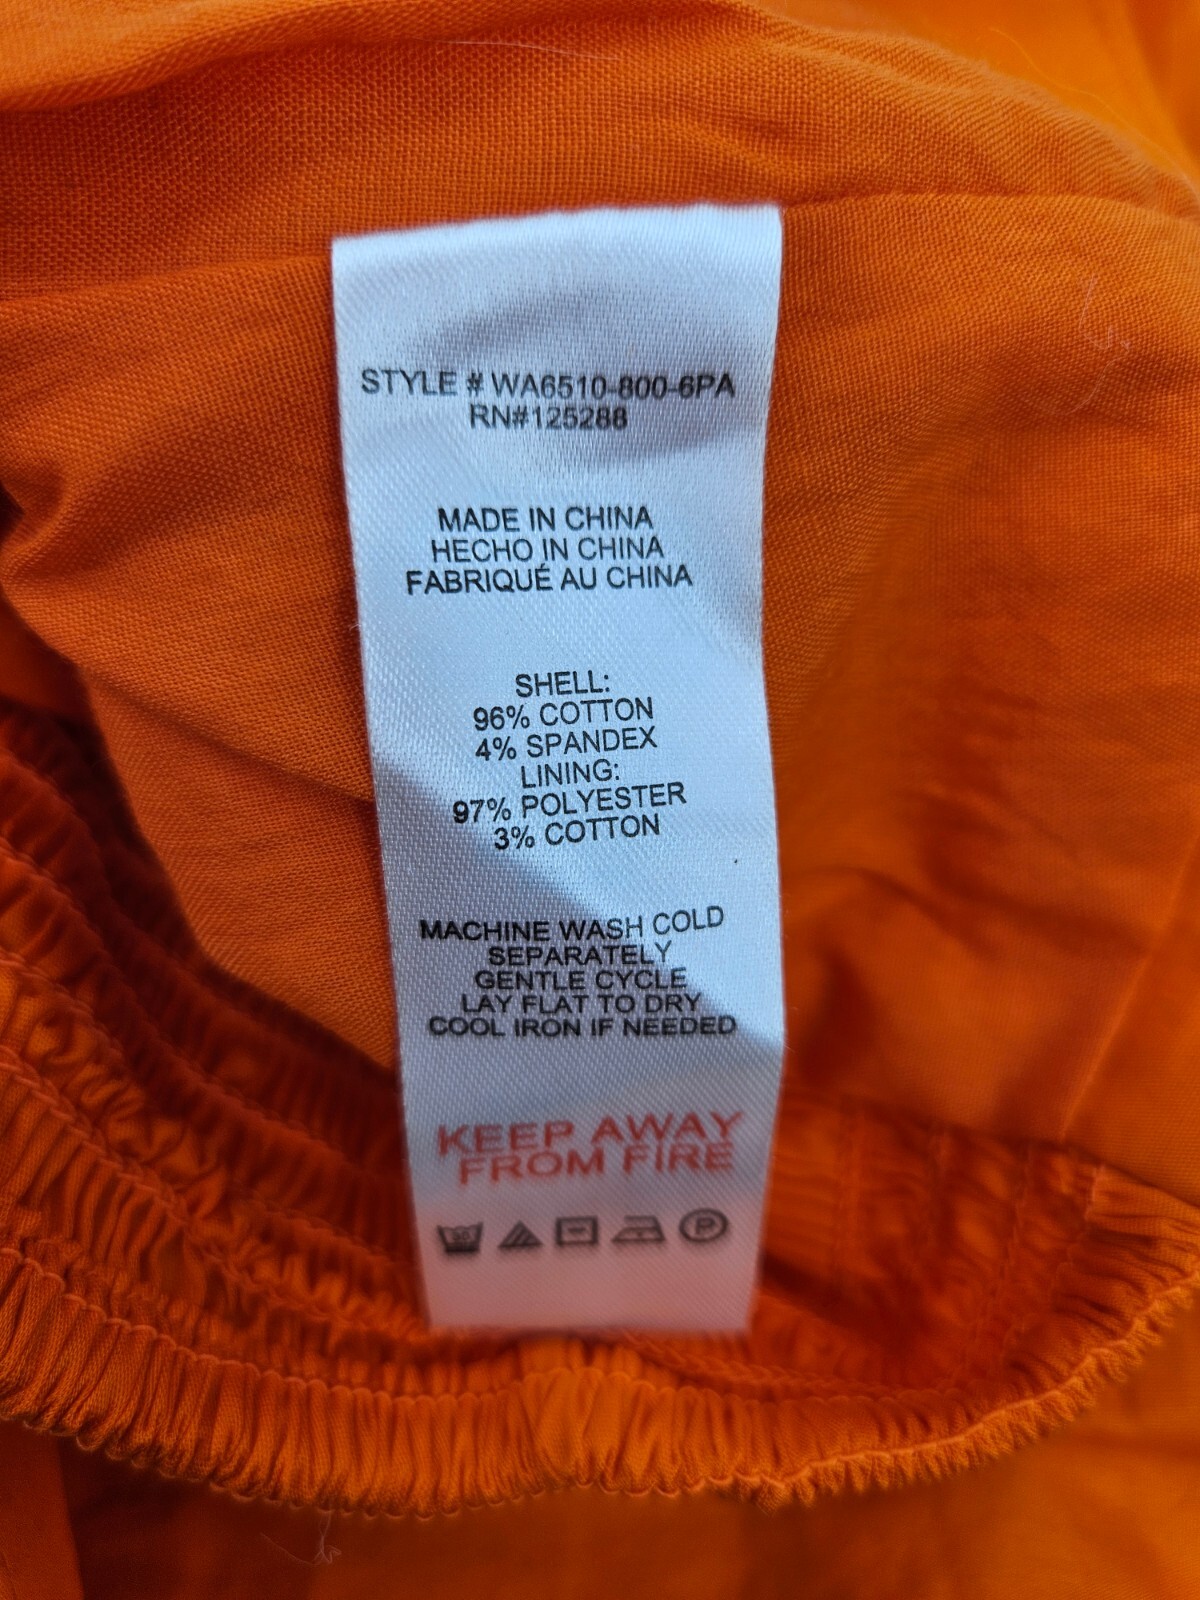 STYLE # WA6510-800-6PA
RN#125288
MADE IN CHINA
HECHO IN CHINA
FABRIQUÉ AU CHINA
SHELL:
96% COTTON
4% SPANDEX
LINING:
97% POLYESTER
3% COTTON
MACHINE WASH COLD
SEPARATELY
GENTLE CYCLE
LAY FLAT TO DRY
COOL IRON IF NEEDED
KEEP AWAY
FROM FIRE
30 P